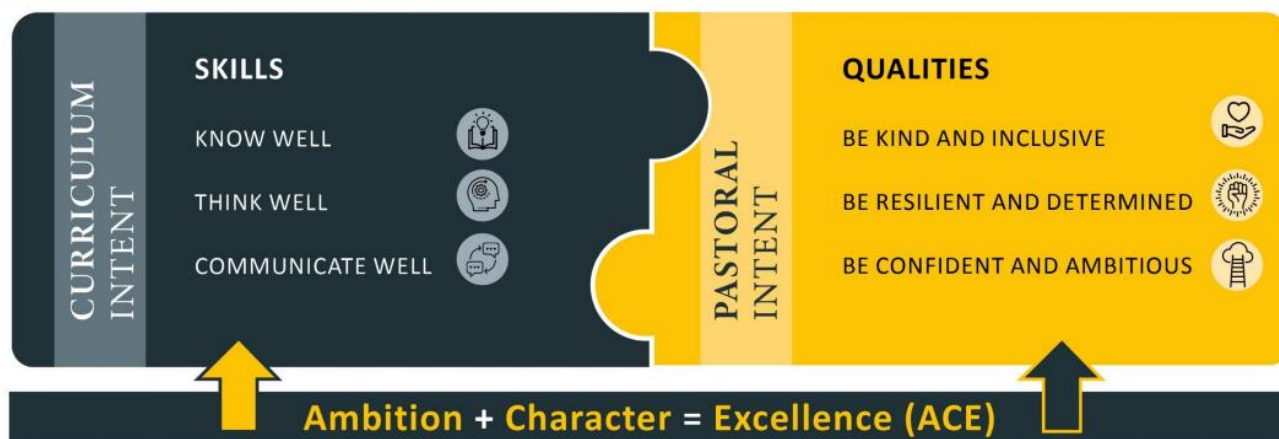 CURRICULUM
INTENT
SKILLS
KNOW WELL
THINK WELL
COMMUNICATE WELL
PASTORAL
INTENT
QUALITIES
BE KIND AND INCLUSIVE
BE RESILIENT AND DETERMINED
BE CONFIDENT AND AMBITIOUS
Ambition + Character = Excellence (ACE)